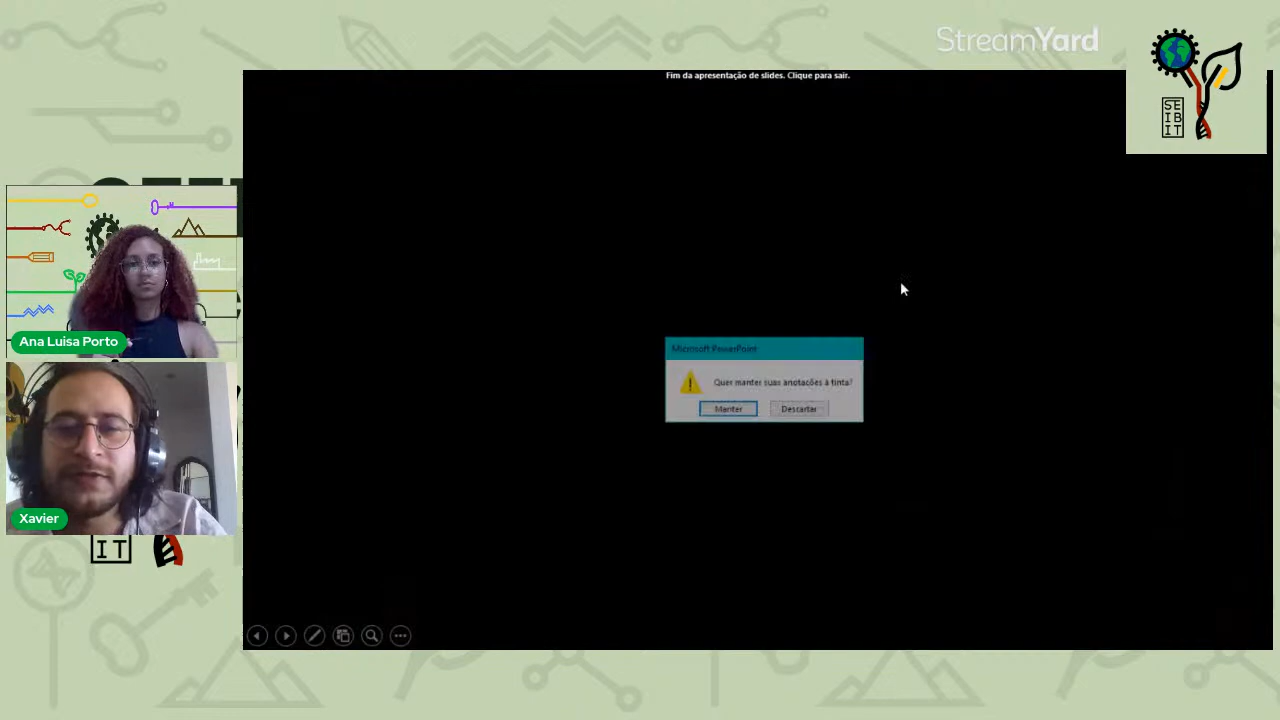 StreamYard
Fim da apresentação de slides. Clique para sair.
SE
IB
IT
Ana Luisa Porto
Microsoft PowerPoint
Quer manter suas anotações à tinta?
Manter
Descartar
Xavier
IT